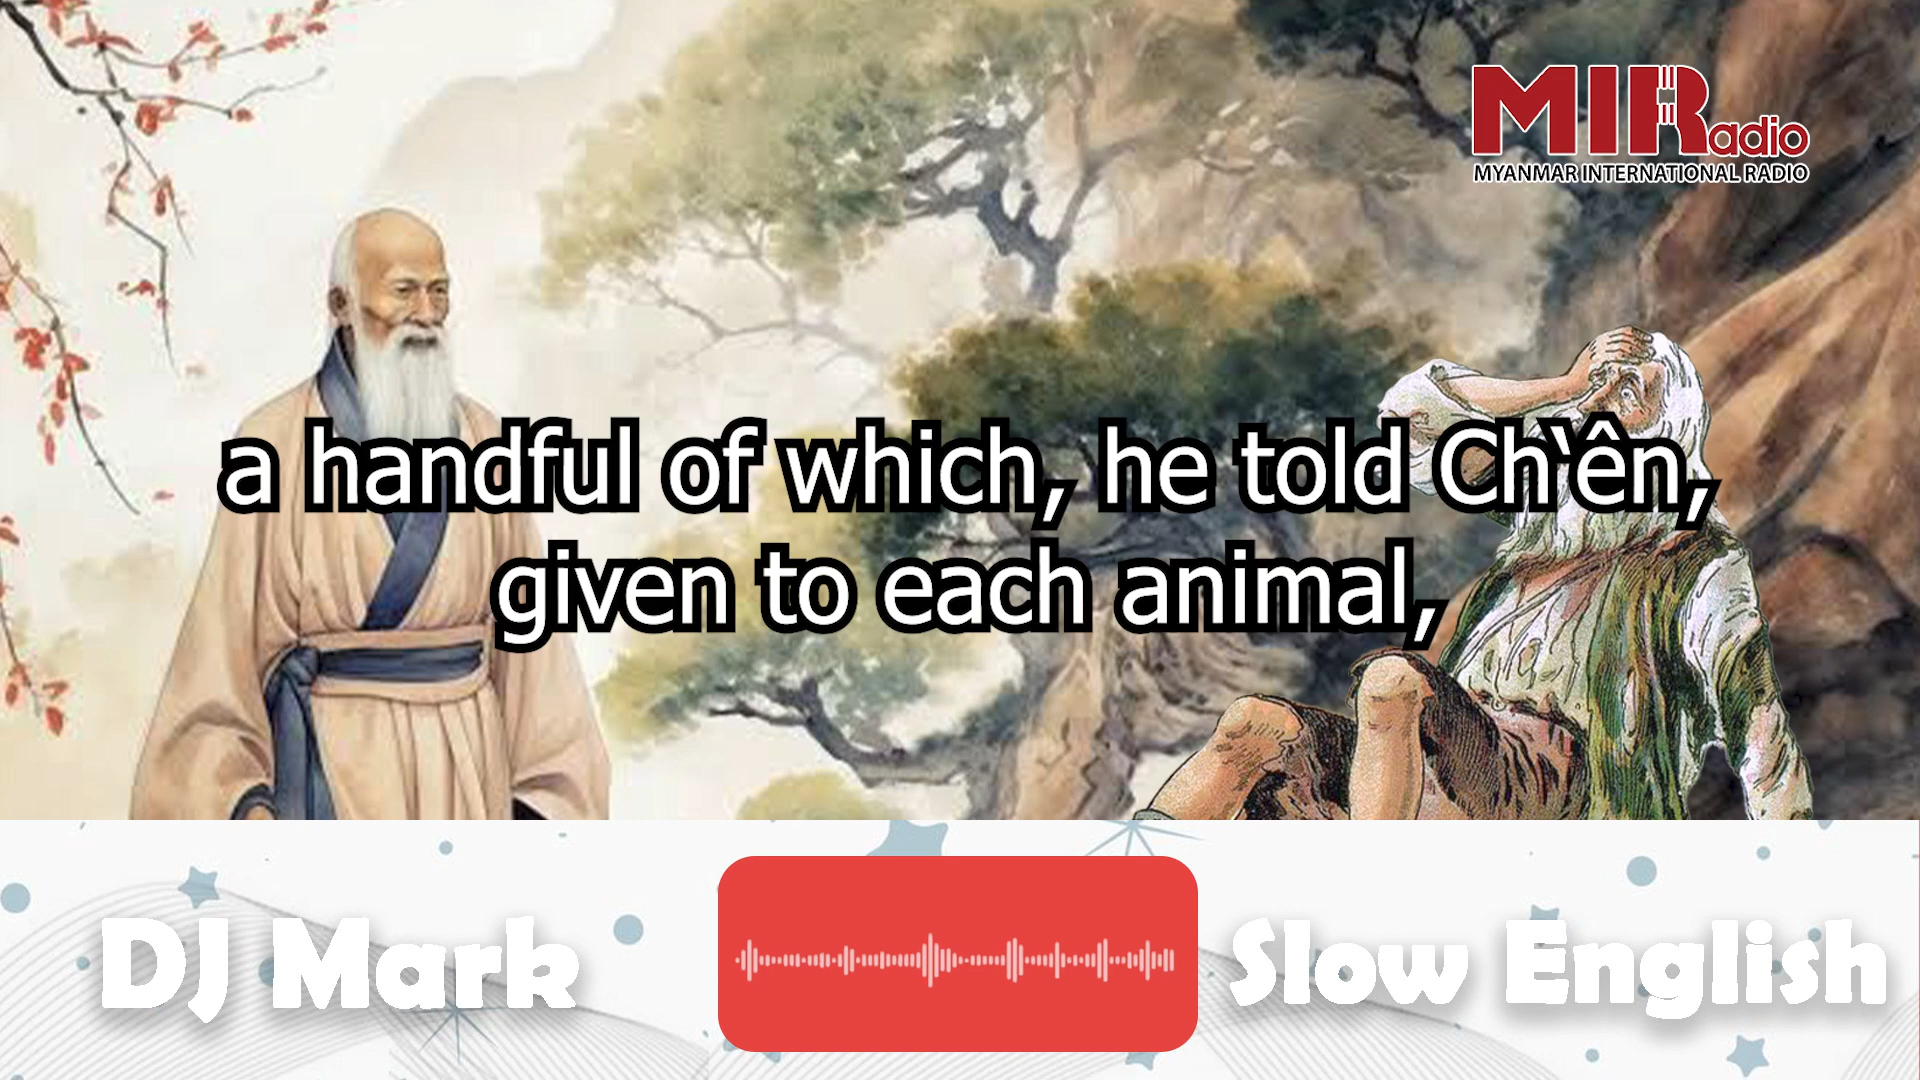 MIRadio
MYANMAR INTERNATIONAL RADIO
a handful of which, he told Ch‘ên,
given to each animal,
DJ Mark
Slow English